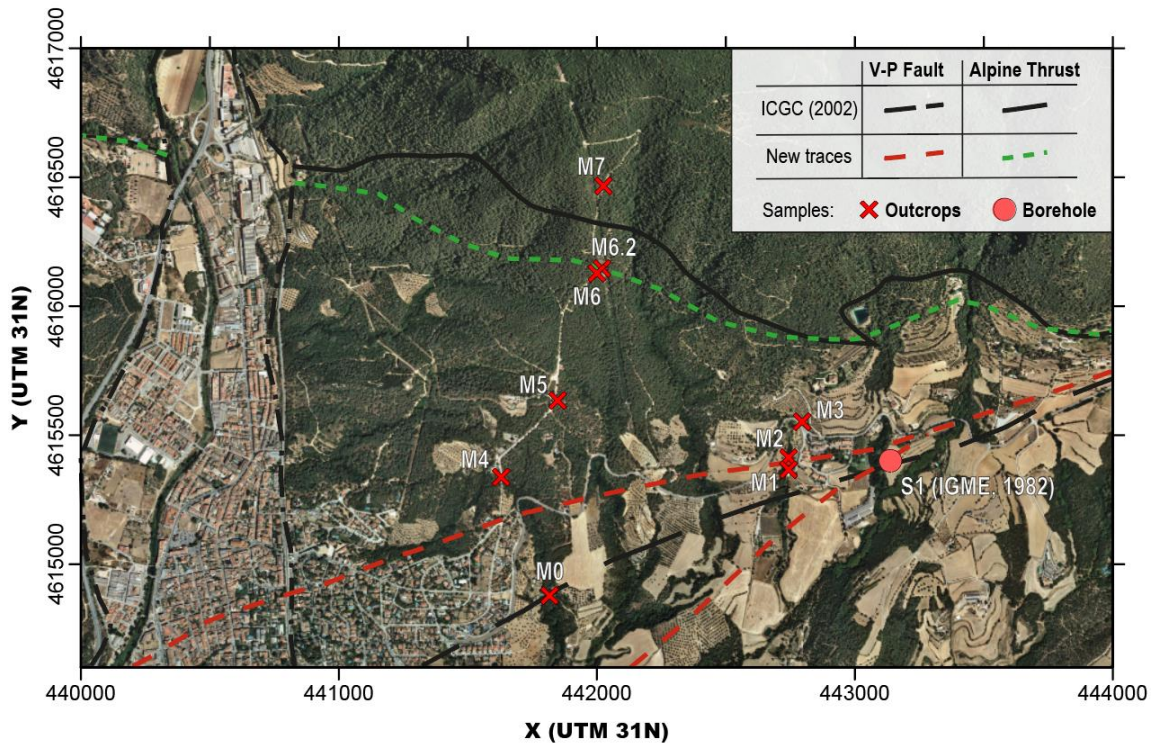 4617000
4616500
4616000
4615500
4615000
Y (UTM 31N)
V-P Fault Alpine Thrust
ICGC (2002)
New traces
Samples: Outcrops Borehole
M7
M6.2
M6
M5
M3
M2
M4
M1
S1 (IGME. 1982)
M0
440000 441000 442000 443000 444000
X (UTM 31N)